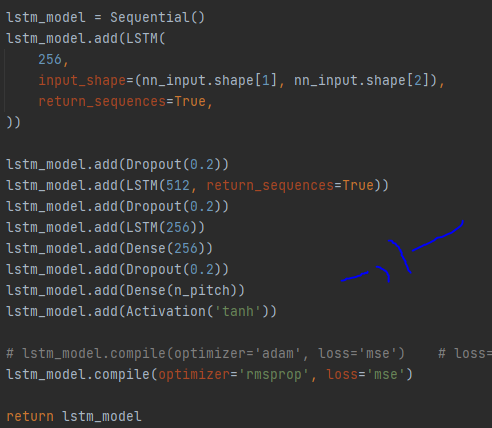 lstm_model = Sequential()
lstm_model.add(LSTM(
    256,
    input_shape=(nn_input.shape[1], nn_input.shape[2]),
    return_sequences=True,
))
lstm_model.add(Dropout(0.2))
lstm_model.add(LSTM(512, return_sequences=True))
lstm_model.add(Dropout(0.2))
lstm_model.add(LSTM(256))
lstm_model.add(Dense(256))
lstm_model.add(Dropout(0.2))
lstm_model.add(Dense(n_pitch))
lstm_model.add(Activation('tanh'))
# lstm_model.compile(optimizer='adam', loss='mse')    # loss=
lstm_model.compile(optimizer='rmsprop', loss='mse')
return lstm_model